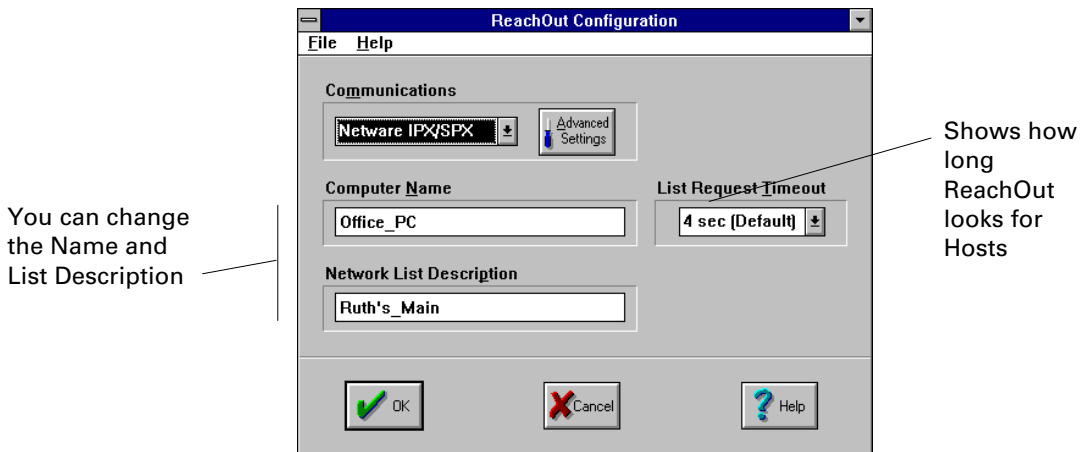 ReachOut Configuration
File Help
Communications
Netware IPX/SPX
Advanced
Settings
Computer Name
List Request Timeout
Office_PC
4 sec (Default)
Network List Description
Ruth's_Main
OK
Cancel
Help
You can change
the Name and
List Description
Shows how
long
ReachOut
looks for
Hosts